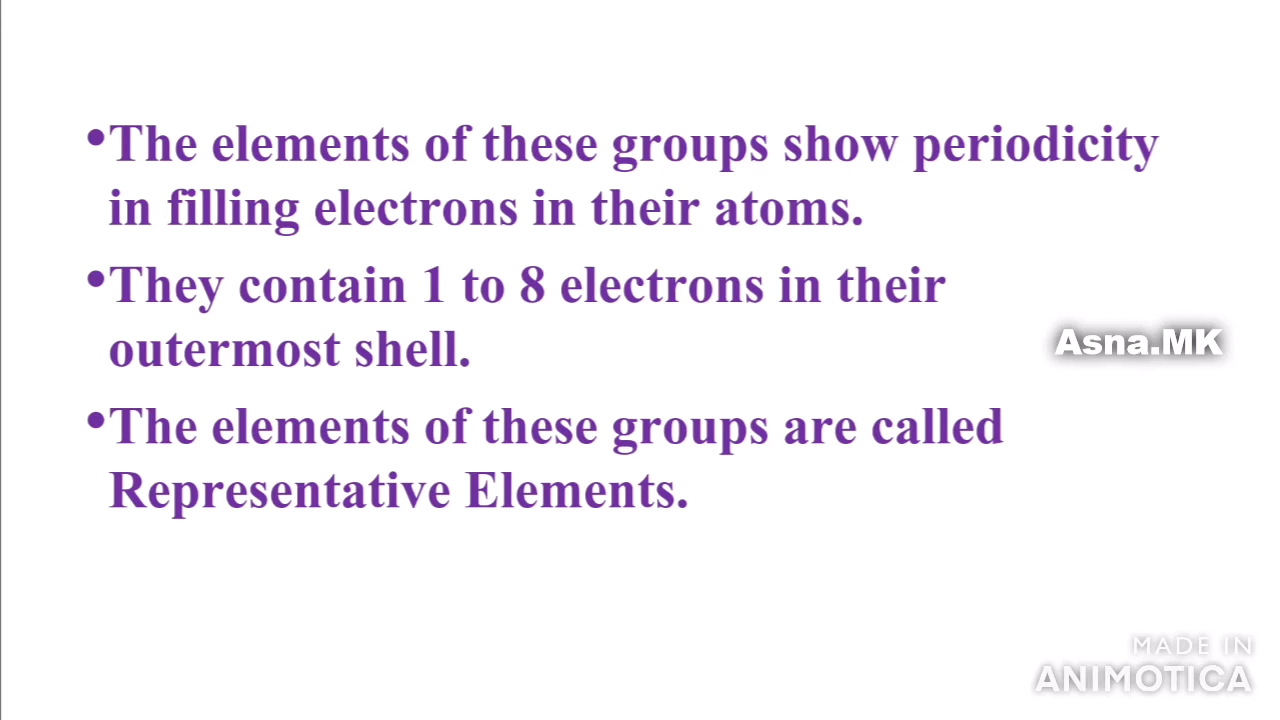 •The elements of these groups show periodicity
in filling electrons in their atoms.
•They contain 1 to 8 electrons in their
outermost shell.
Asna.MK
•The elements of these groups are called
Representative Elements.
MADE IN
ANIMOTICA